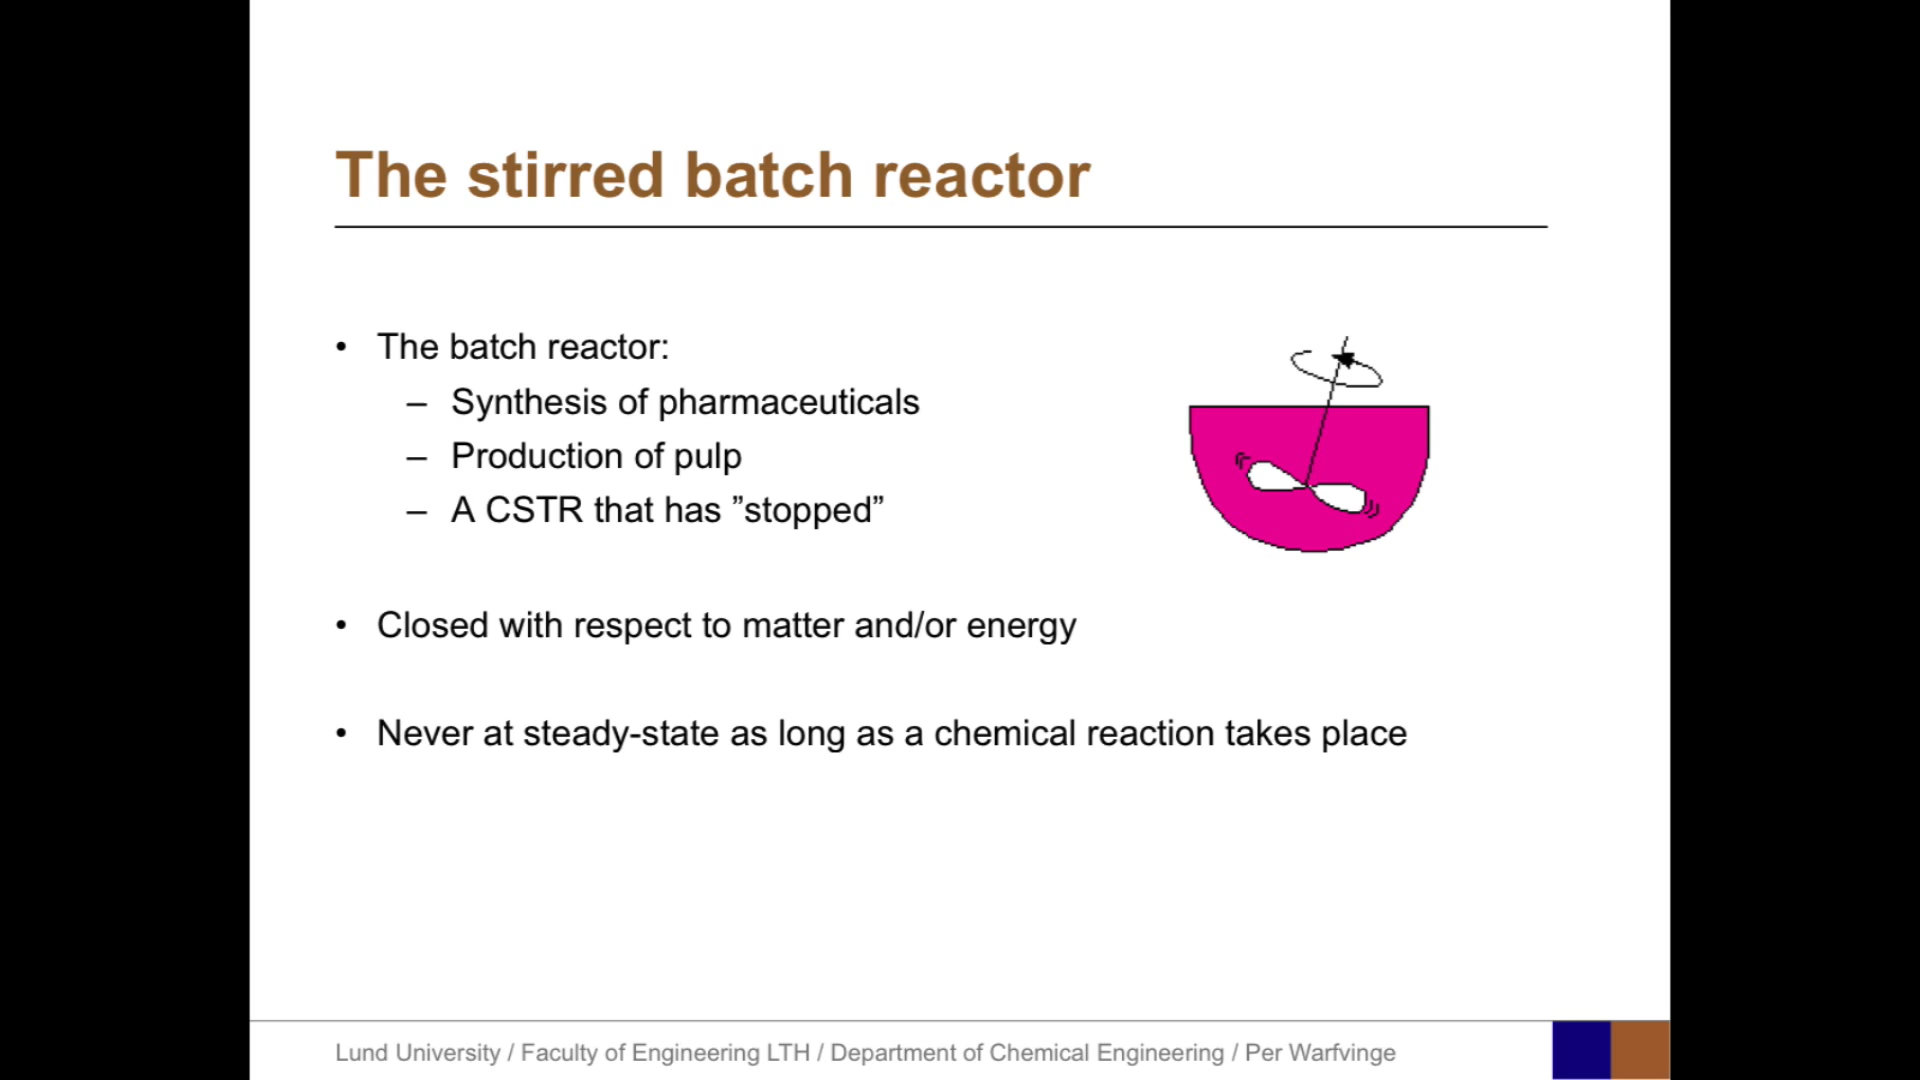 The stirred batch reactor
• The batch reactor:
– Synthesis of pharmaceuticals
– Production of pulp
– A CSTR that has ”stopped”
• Closed with respect to matter and/or energy
• Never at steady-state as long as a chemical reaction takes place
Lund University / Faculty of Engineering LTH / Department of Chemical Engineering / Per Warfvinge